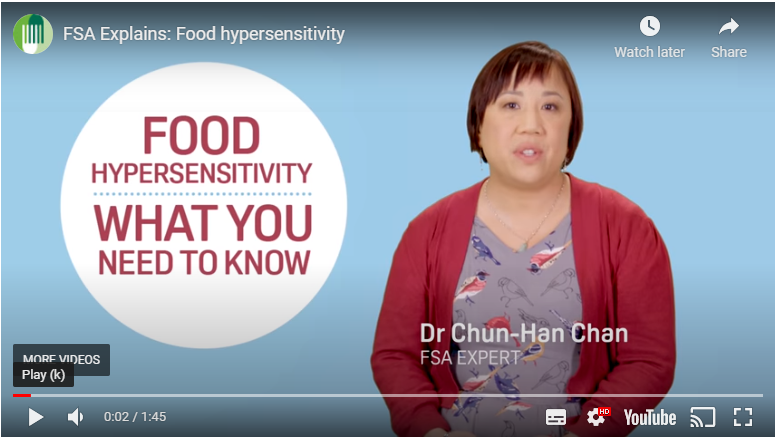 FSA Explains: Food hypersensitivity
Watch later
Share
FOOD
HYPERSENSITIVITY
WHAT YOU
NEED TO KNOW
Dr Chun-Han Chan
FSA EXPERT
MORE VIDEOS
Play (k)
0:02 / 1:45
HD
YouTube